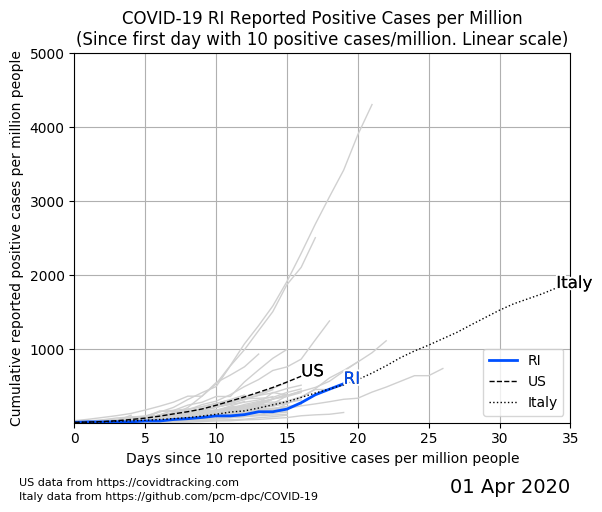 COVID-19 RI Reported Positive Cases per Million
(Since first day with 10 positive cases/million. Linear scale)
Cumulative reported positive cases per million people
5000
4000
3000
2000
1000
Italy
US
RI
RI
US
Italy
0
5
10
15
20
25
30
35
Days since 10 reported positive cases per million people
US data from https://covidtracking.com
Italy data from https://github.com/pcm-dpc/COVID-19
01 Apr 2020